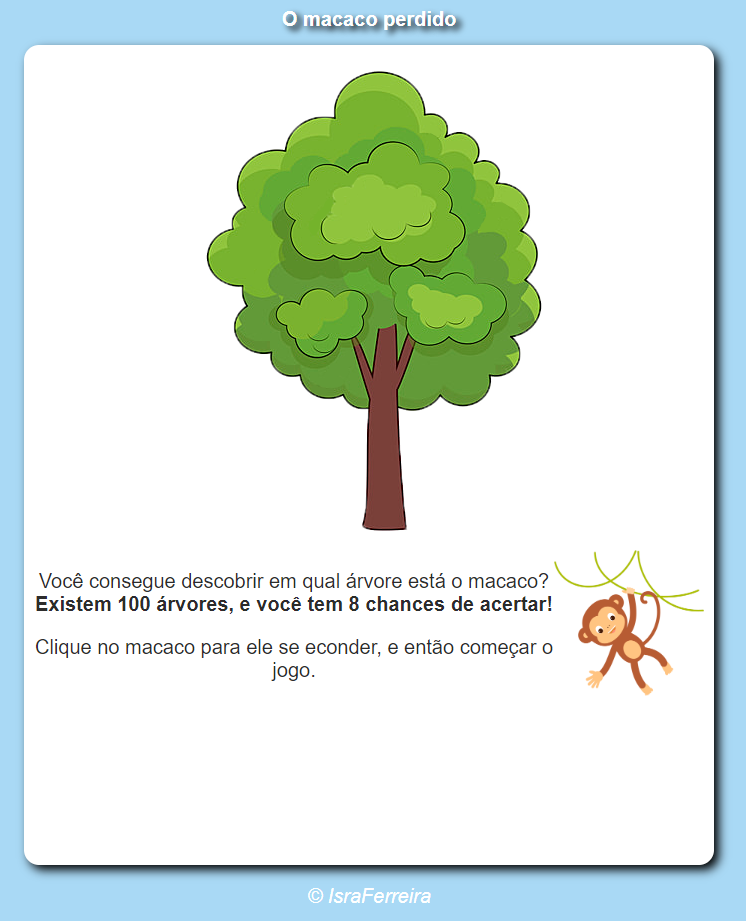 O macaco perdido
Você consegue descobrir em qual árvore está o macaco?
Existem 100 árvores, e você tem 8 chances de acertar!
Clique no macaco para ele se econder, e então começar o
jogo.
© IsraFerreira